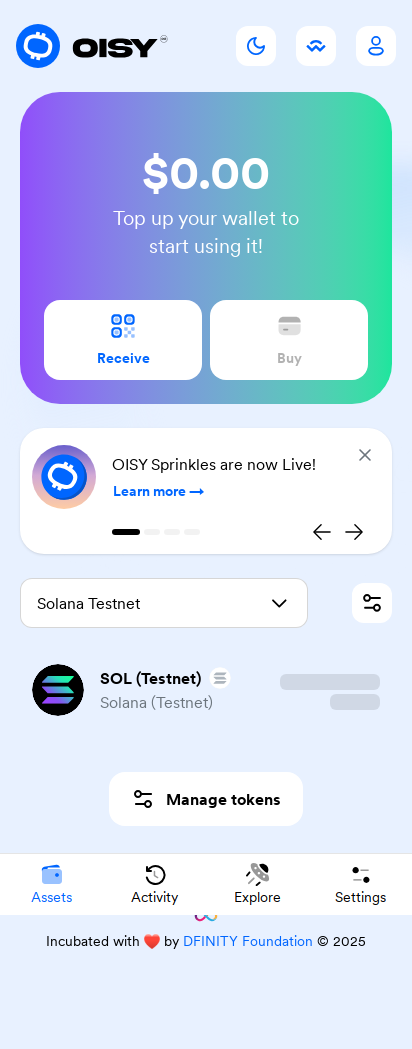 OISY
$0.00
Top up your wallet to
start using it!
Receive
Buy
OISY Sprinkles are now Live!
Learn more →
Solana Testnet
SOL (Testnet)
Solana (Testnet)
Manage tokens
Assets
Activity
Explore
Settings
Incubated with ❤️ by DFINITY Foundation © 2025